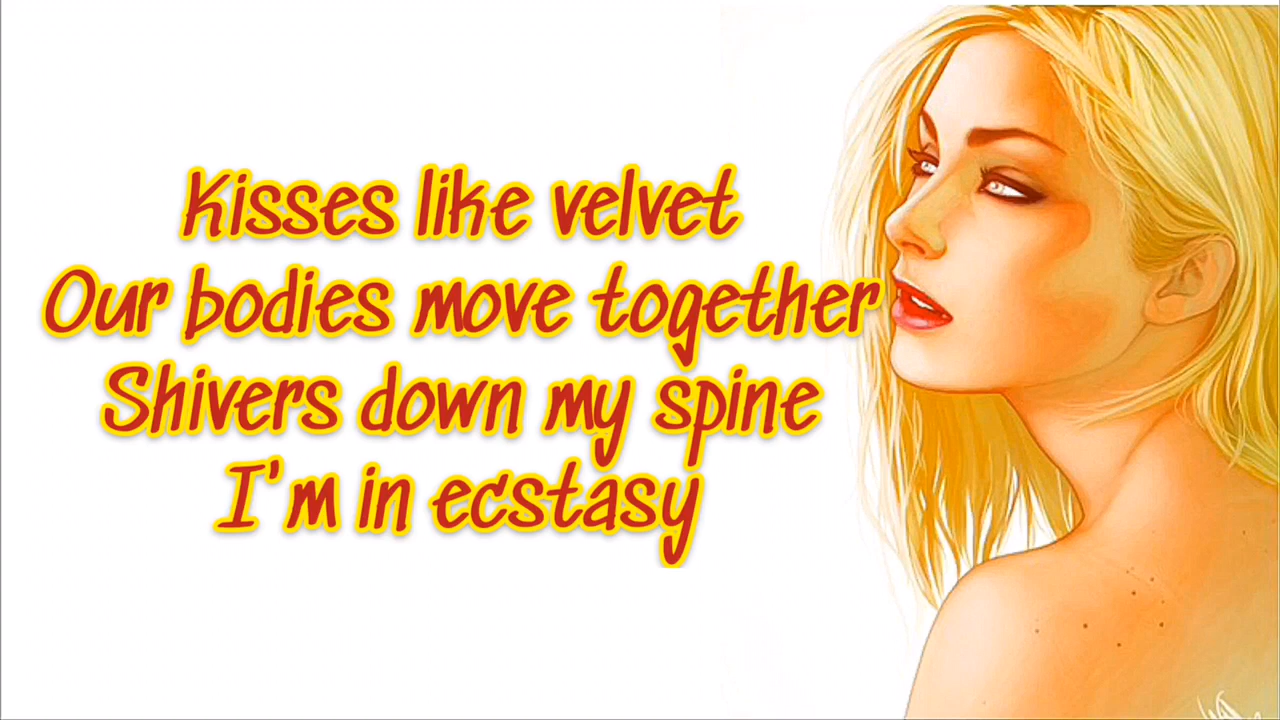 Kisses like velvet
Our bodies move together
Shivers down my spine
I'm in ecstasy